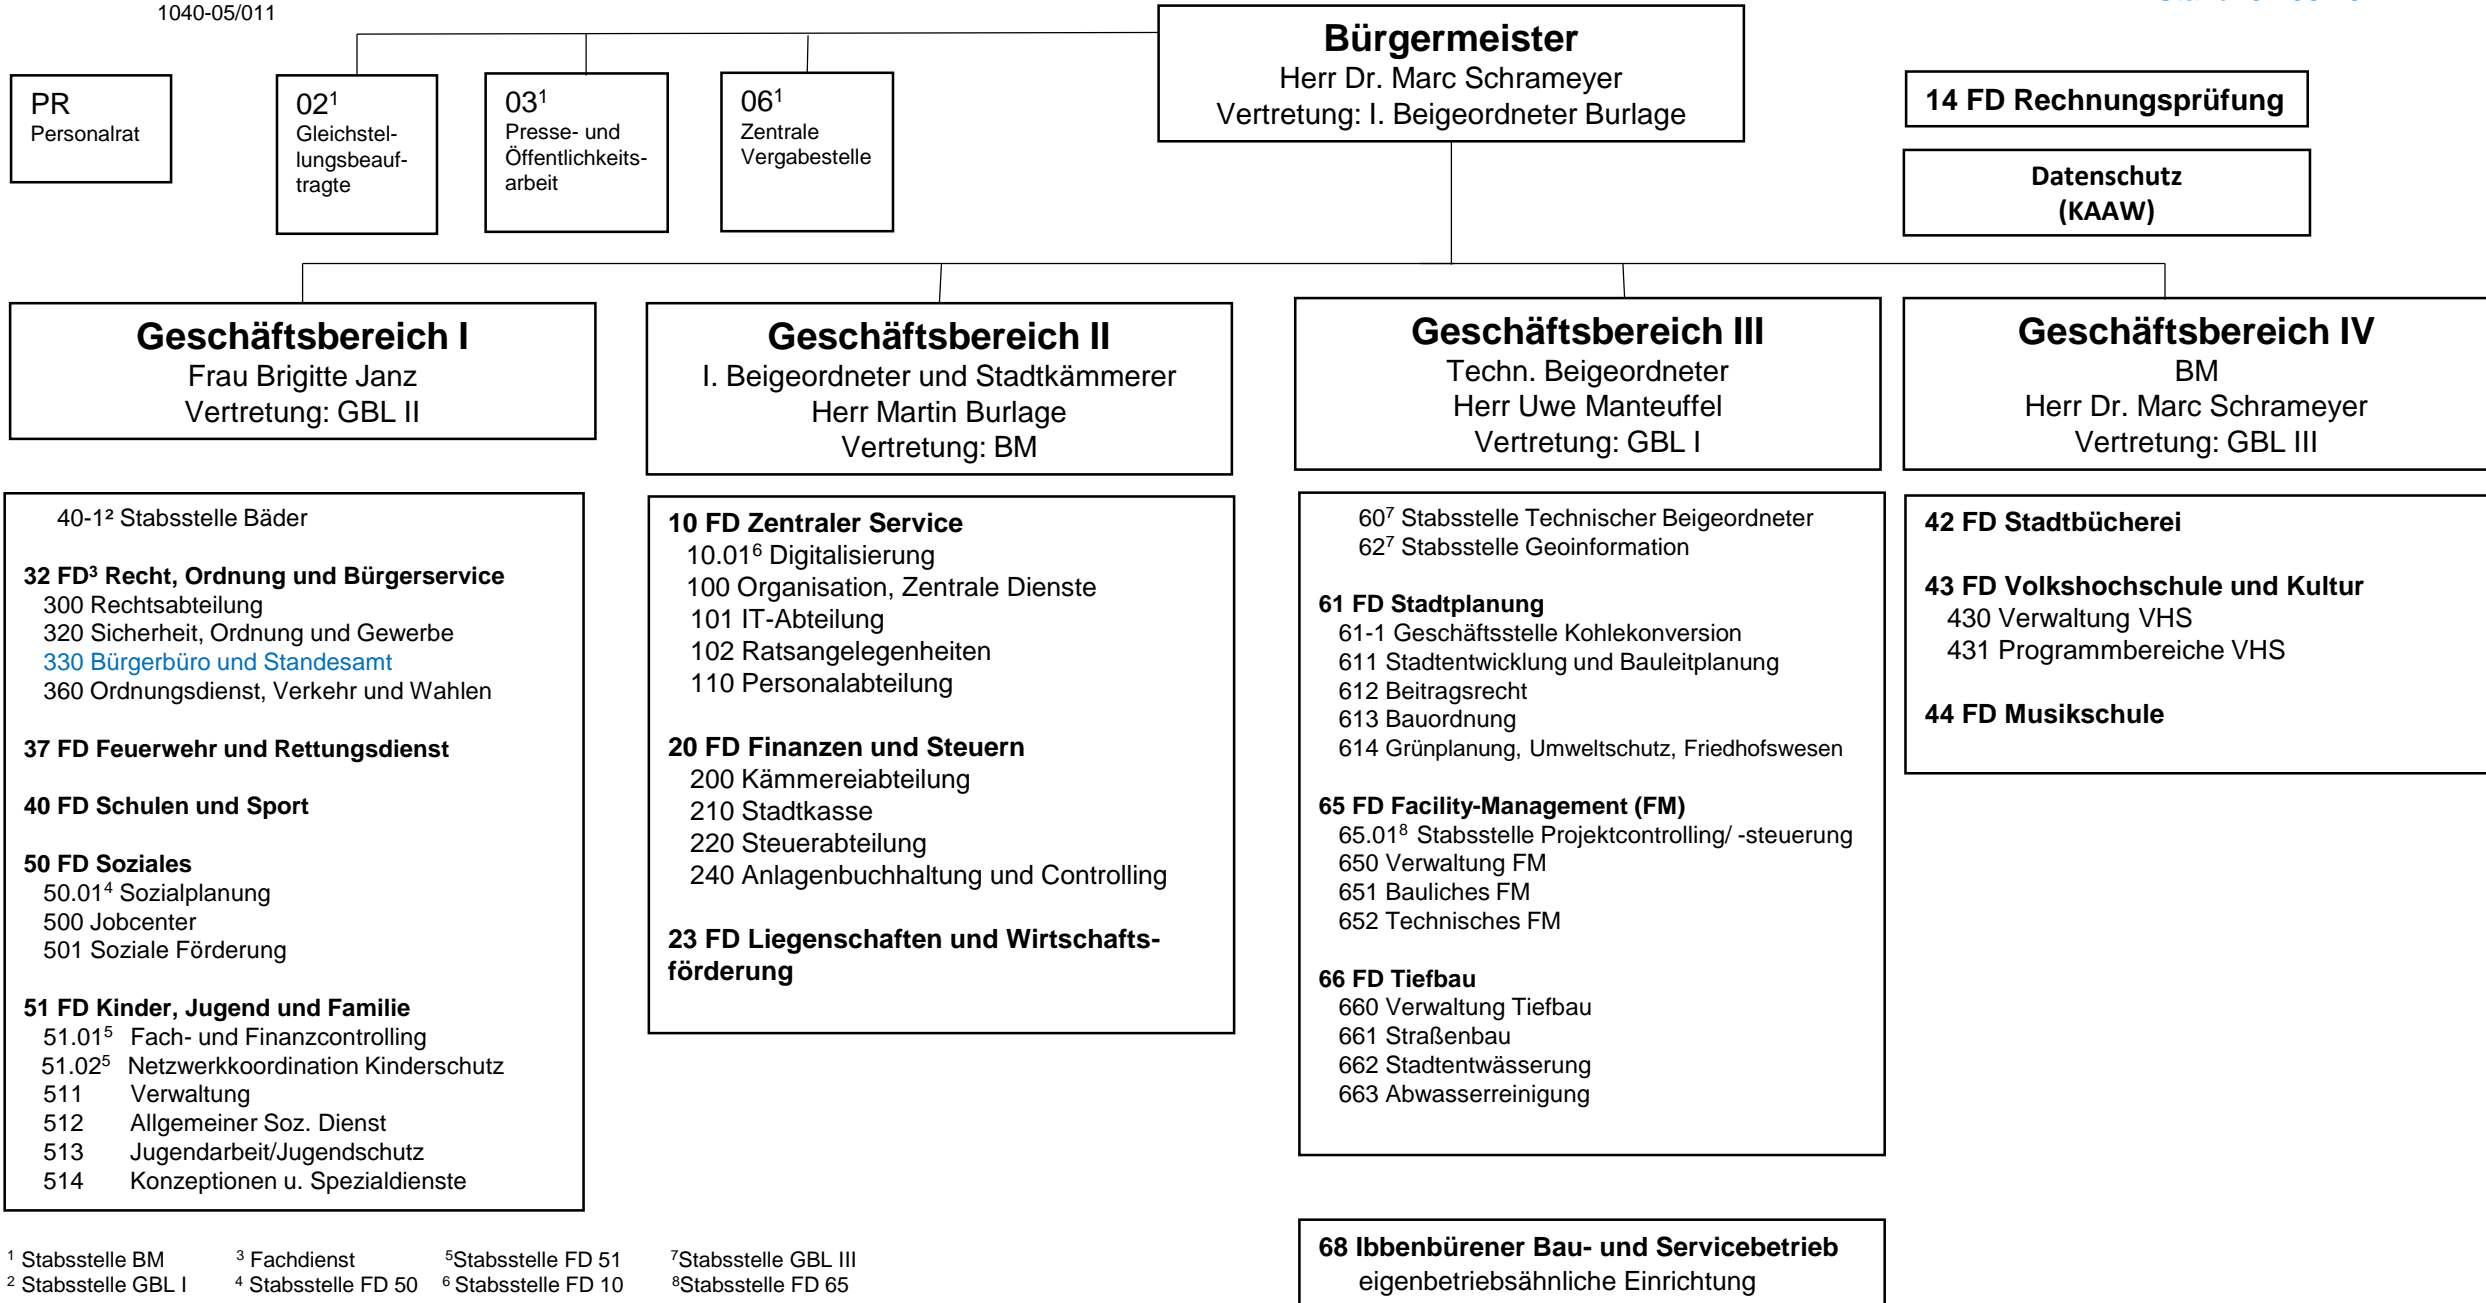 1040-05/011
Bürgermeister
Herr Dr. Marc Schrameyer
Vertretung: I. Beigeordneter Burlage
PR
Personalrat
02¹
Gleichstel-
lungsbeauf-
tragte
03¹
Presse- und
Öffentlichkeits-
arbeit
06¹
Zentrale
Vergabestelle
14 FD Rechnungsprüfung
Datenschutz
(KAAW)
Geschäftsbereich I
Frau Brigitte Janz
Vertretung: GBL II
Geschäftsbereich II
I. Beigeordneter und Stadtkämmerer
Herr Martin Burlage
Vertretung: BM
Geschäftsbereich III
Techn. Beigeordneter
Herr Uwe Manteuffel
Vertretung: GBL I
Geschäftsbereich IV
BM
Herr Dr. Marc Schrameyer
Vertretung: GBL III
40-1² Stabsstelle Bäder
32 FD³ Recht, Ordnung und Bürgerservice
300 Rechtsabteilung
320 Sicherheit, Ordnung und Gewerbe
330 Bürgerbüro und Standesamt
360 Ordnungsdienst, Verkehr und Wahlen
37 FD Feuerwehr und Rettungsdienst
40 FD Schulen und Sport
50 FD Soziales
50.01⁴ Sozialplanung
500 Jobcenter
501 Soziale Förderung
51 FD Kinder, Jugend und Familie
51.01⁵ Fach- und Finanzcontrolling
51.02⁵ Netzwerkkoordination Kinderschutz
511 Verwaltung
512 Allgemeiner Soz. Dienst
513 Jugendarbeit/Jugendschutz
514 Konzeptionen u. Spezialdienste
10 FD Zentraler Service
10.01⁶ Digitalisierung
100 Organisation, Zentrale Dienste
101 IT-Abteilung
102 Ratsangelegenheiten
110 Personalabteilung
20 FD Finanzen und Steuern
200 Kämmereiabteilung
210 Stadtkasse
220 Steuerabteilung
240 Anlagenbuchhaltung und Controlling
23 FD Liegenschaften und Wirtschafts-
förderung
60⁷ Stabsstelle Technischer Beigeordneter
62⁷ Stabsstelle Geoinformation
61 FD Stadtplanung
61-1 Geschäftsstelle Kohlekonversion
611 Stadtentwicklung und Bauleitplanung
612 Beitragsrecht
613 Bauordnung
614 Grünplanung, Umweltschutz, Friedhofswesen
65 FD Facility-Management (FM)
65.01⁸ Stabsstelle Projektcontrolling/ -steuerung
650 Verwaltung FM
651 Bauliches FM
652 Technisches FM
66 FD Tiefbau
660 Verwaltung Tiefbau
661 Straßenbau
662 Stadtentwässerung
663 Abwasserreinigung
42 FD Stadtbücherei
43 FD Volkshochschule und Kultur
430 Verwaltung VHS
431 Programmbereiche VHS
44 FD Musikschule
68 Ibbenbürener Bau- und Servicebetrieb
eigenbetriebsähnliche Einrichtung
¹ Stabsstelle BM ³ Fachdienst ⁵Stabsstelle FD 51 ⁷Stabsstelle GBL III
² Stabsstelle GBL I ⁴ Stabsstelle FD 50 ⁶ Stabsstelle FD 10 ⁸Stabsstelle FD 65